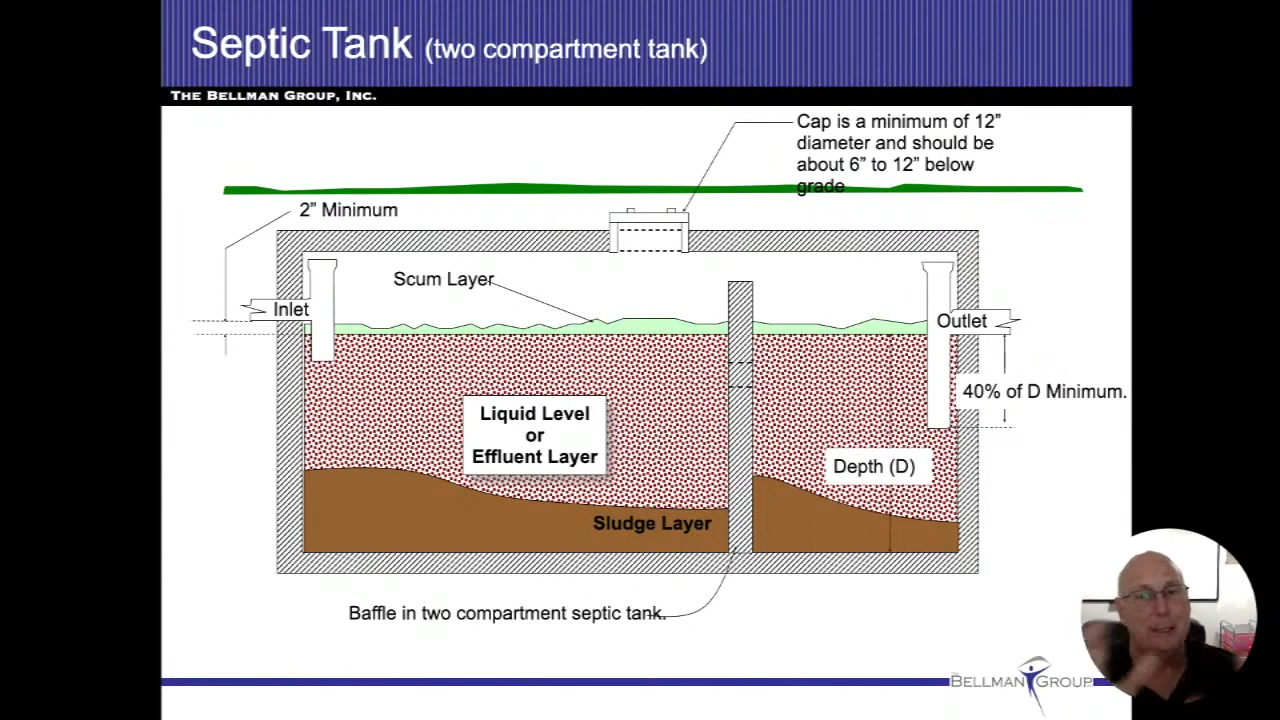 Septic Tank (two compartment tank)
THE BELLMAN GROUP, INC.
Cap is a minimum of 12”
diameter and should be
about 6” to 12” below
grade
2” Minimum
Scum Layer
Inlet
Outlet
40% of D Minimum.
Liquid Level
or
Effluent Layer
Depth (D)
Sludge Layer
Baffle in two compartment septic tank.
THE BELLMAN GROUP